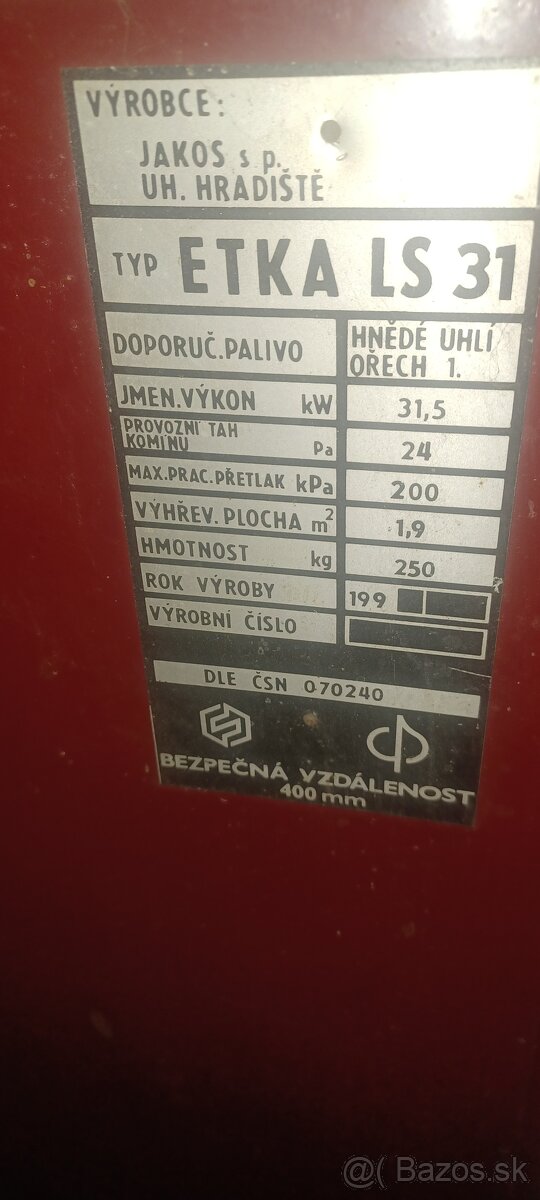 VÝROBCE:
JAKOS s p.
UH. HRADIŠTĚ
TYP ETKA LS 31
DOPORUČ.PALIVO HNĚDÉ UHLÍ
OŘECH 1.
JMEN.VÝKON kW 31,5
PROVOZNÍ TAH
KOMÍNU Pa 24
MAX.PRAC.PŘETLAK kPa 200
VÝHŘEV. PLOCHA m² 1,9
HMOTNOST kg 250
ROK VÝROBY 199
VÝROBNÍ ČÍSLO
DLE ČSN 070240
BEZPEČNÁ VZDÁLENOST
400 mm
@( Bazos.sk